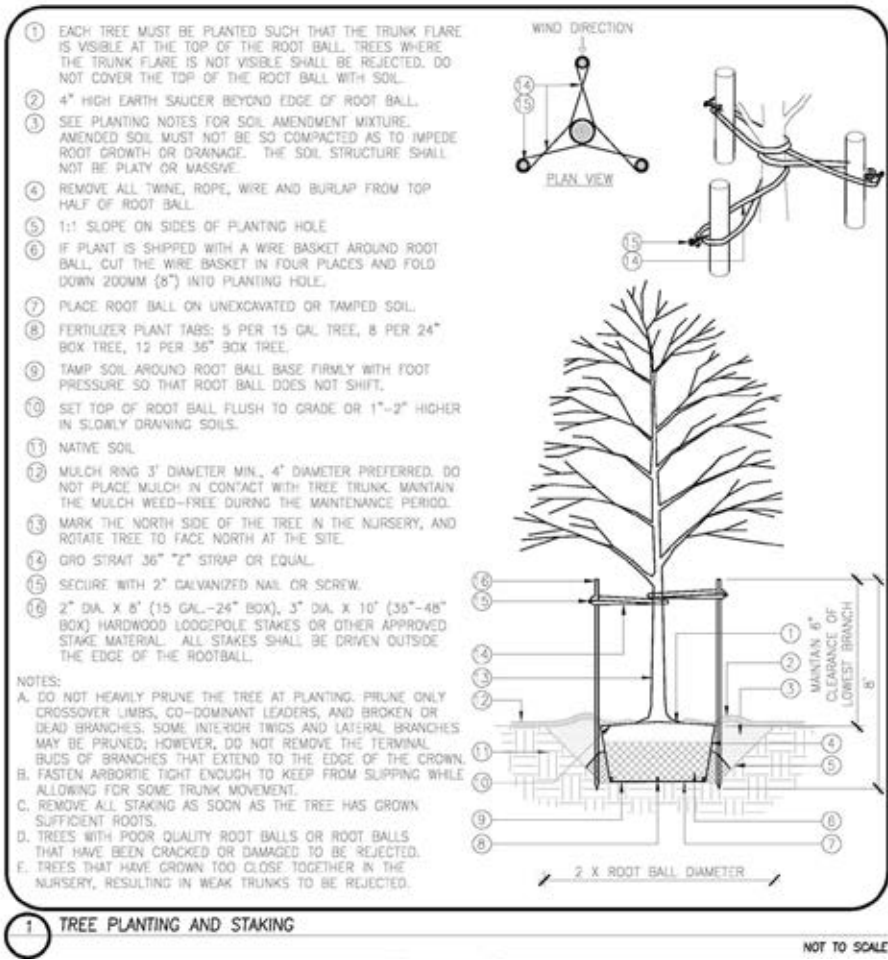 1 EACH TREE MUST BE PLANTED SUCH THAT THE TRUNK FLARE
IS VISIBLE AT THE TOP OF THE ROOT BALL. TREES WHERE
THE TRUNK FLARE IS NOT VISIBLE SHALL BE REJECTED. DO
NOT COVER THE TOP OF THE ROOT BALL WITH SOIL.
2 4" HIGH EARTH SAUCER BEYOND EDGE OF ROOT BALL.
3 SEE PLANTING NOTES FOR SOIL AMENDMENT MIXTURE.
AMENDED SOIL MUST NOT BE SO COMPACTED AS TO IMPEDE
ROOT GROWTH OR DRAINAGE. THE SOIL STRUCTURE SHALL
NOT BE PLATY OR MASSIVE.
4 REMOVE ALL TWINE, ROPE, WIRE AND BURLAP FROM TOP
HALF OF ROOT BALL.
5 1:1 SLOPE ON SIDES OF PLANTING HOLE
6 IF PLANT IS SHIPPED WITH A WIRE BASKET AROUND ROOT
BALL, CUT THE WIRE BASKET IN FOUR PLACES AND FOLD
DOWN 200MM (8") INTO PLANTING HOLE.
7 PLACE ROOT BALL ON UNEXCAVATED OR TAMPED SOIL.
8 FERTILIZER PLANT TABS: 5 PER 15 GAL TREE, 8 PER 24"
BOX TREE, 12 PER 36" BOX TREE.
9 TAMP SOIL AROUND ROOT BALL BASE FIRMLY WITH FOOT
PRESSURE SO THAT ROOT BALL DOES NOT SHIFT.
10 SET TOP OF ROOT BALL FLUSH TO GRADE OR 1"-2" HIGHER
IN SLOWLY DRAINING SOILS.
11 NATIVE SOIL
12 MULCH RING 3' DIAMETER MIN., 4' DIAMETER PREFERRED. DO
NOT PLACE MULCH IN CONTACT WITH TREE TRUNK. MAINTAIN
THE MULCH WEED-FREE DURING THE MAINTENANCE PERIOD.
13 MARK THE NORTH SIDE OF THE TREE IN THE NURSERY, AND
ROTATE TREE TO FACE NORTH AT THE SITE.
14 GRO STRAIT 36" "Z" STRAP OR EQUAL.
15 SECURE WITH 2" GALVANIZED NAIL OR SCREW.
16 2" DIA. X 8' (15 GAL.-24" BOX), 3" DIA. X 10' (36"-48"
BOX) HARDWOOD LODGEPOLE STAKES OR OTHER APPROVED
STAKE MATERIAL. ALL STAKES SHALL BE DRIVEN OUTSIDE
THE EDGE OF THE ROOTBALL.
NOTES:
A. DO NOT HEAVILY PRUNE THE TREE AT PLANTING. PRUNE ONLY
CROSSOVER LIMBS, CO-DOMINANT LEADERS, AND BROKEN OR
DEAD BRANCHES. SOME INTERIOR TWIGS AND LATERAL BRANCHES
MAY BE PRUNED; HOWEVER, DO NOT REMOVE THE TERMINAL
BUDS OF BRANCHES THAT EXTEND TO THE EDGE OF THE CROWN.
B. FASTEN ARBORTIE TIGHT ENOUGH TO KEEP FROM SLIPPING WHILE
ALLOWING FOR SOME TRUNK MOVEMENT.
C. REMOVE ALL STAKING AS SOON AS THE TREE HAS GROWN
SUFFICIENT ROOTS.
D. TREES WITH POOR QUALITY ROOT BALLS OR ROOT BALLS
THAT HAVE BEEN CRACKED OR DAMAGED TO BE REJECTED.
E. TREES THAT HAVE GROWN TOO CLOSE TOGETHER IN THE
NURSERY, RESULTING IN WEAK TRUNKS TO BE REJECTED.
WIND DIRECTION
14
15
PLAN VIEW
15
14
16
15
14
13
12
11
10
9
8
1
2
3
4
5
6
7
MAINTAIN 6"
CLEARANCE OF
LOWEST BRANCH
8'
2 X ROOT BALL DIAMETER
1 TREE PLANTING AND STAKING
NOT TO SCALE